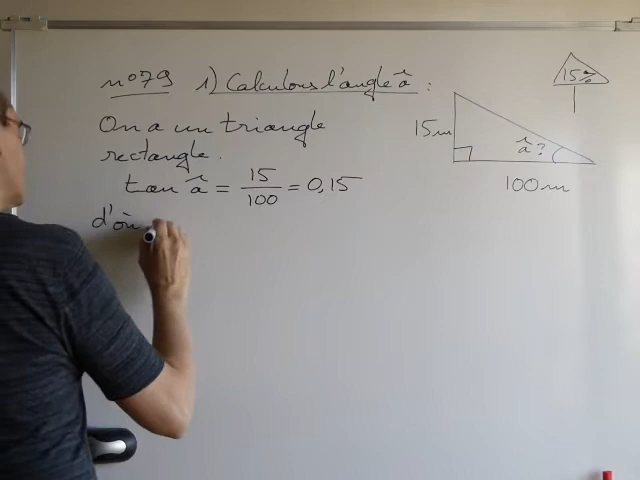 n°79 1) Calculons l'angle â :
On a un triangle
rectangle.
tan â = 15/100 = 0,15
d'où
15%
15m
â?
100m